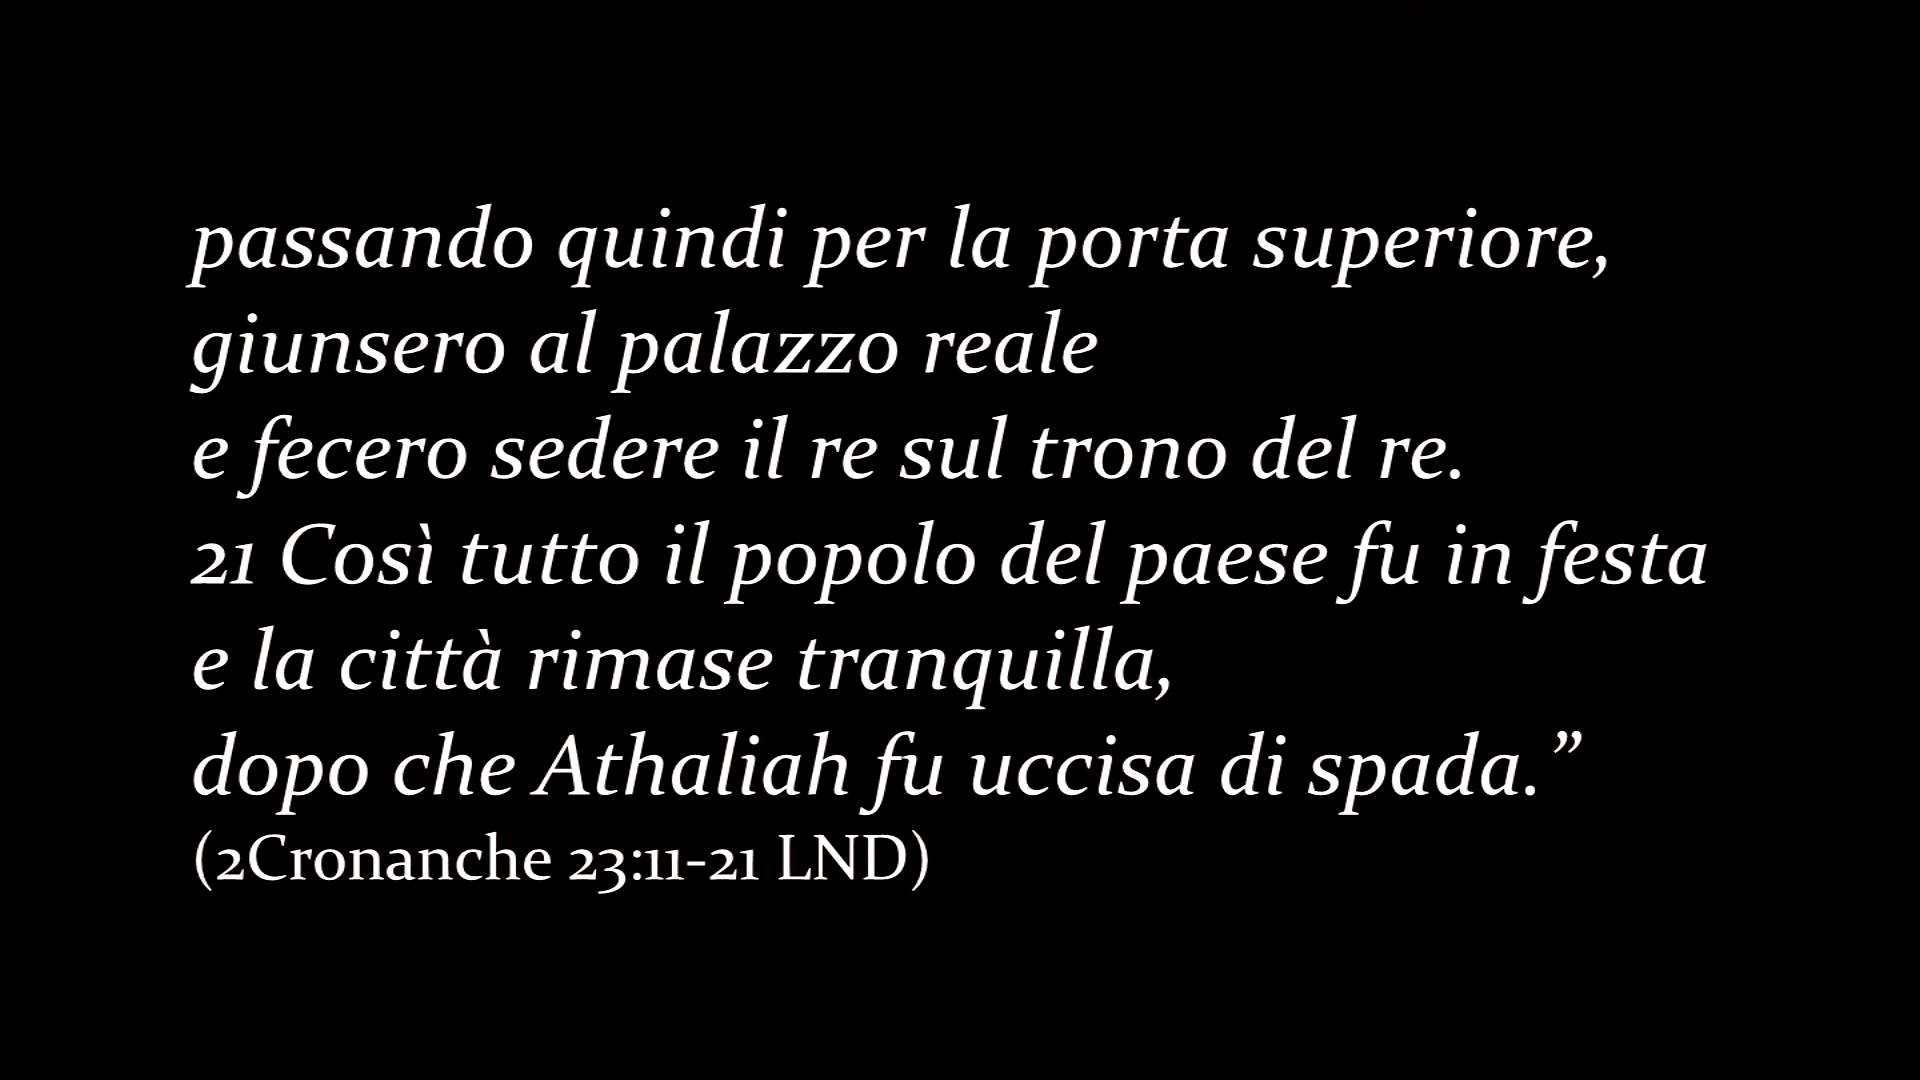 passando quindi per la porta superiore,
giunsero al palazzo reale
e fecero sedere il re sul trono del re.
21 Così tutto il popolo del paese fu in festa
e la città rimase tranquilla,
dopo che Athaliah fu uccisa di spada.”
(2Cronanche 23:11-21 LND)